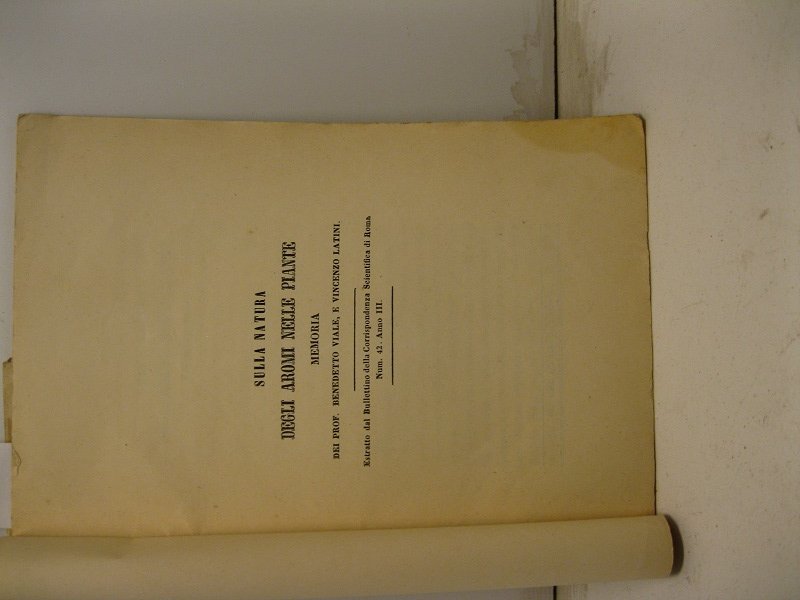 SULLA NATURA
DEGLI AROMI NELLE PIANTE
MEMORIA
DEI PROF. BENEDETTO VIALE, E VINCENZO LATINI.
Estratto dal Bullettino della Corrispondenza Scientifica di Roma
Num. 42. Anno III.